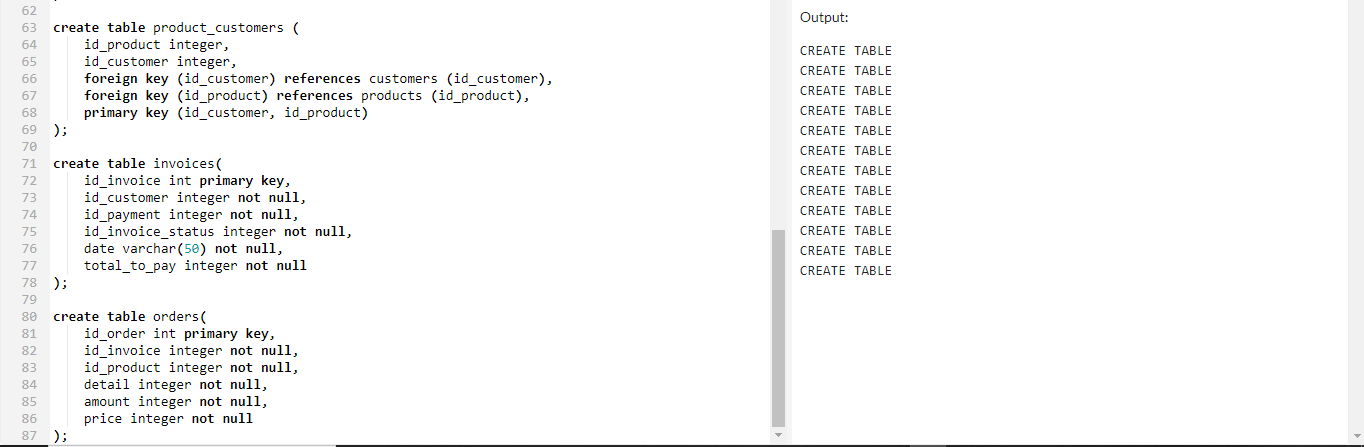 62
63 create table product_customers (
64     id_product integer,
65     id_customer integer,
66     foreign key (id_customer) references customers (id_customer),
67     foreign key (id_product) references products (id_product),
68     primary key (id_customer, id_product)
69 );
70
71 create table invoices(
72     id_invoice int primary key,
73     id_customer integer not null,
74     id_payment integer not null,
75     id_invoice_status integer not null,
76     date varchar(50) not null,
77     total_to_pay integer not null
78 );
79
80 create table orders(
81     id_order int primary key,
82     id_invoice integer not null,
83     id_product integer not null,
84     detail integer not null,
85     amount integer not null,
86     price integer not null
87 );
Output:
CREATE TABLE
CREATE TABLE
CREATE TABLE
CREATE TABLE
CREATE TABLE
CREATE TABLE
CREATE TABLE
CREATE TABLE
CREATE TABLE
CREATE TABLE
CREATE TABLE
CREATE TABLE